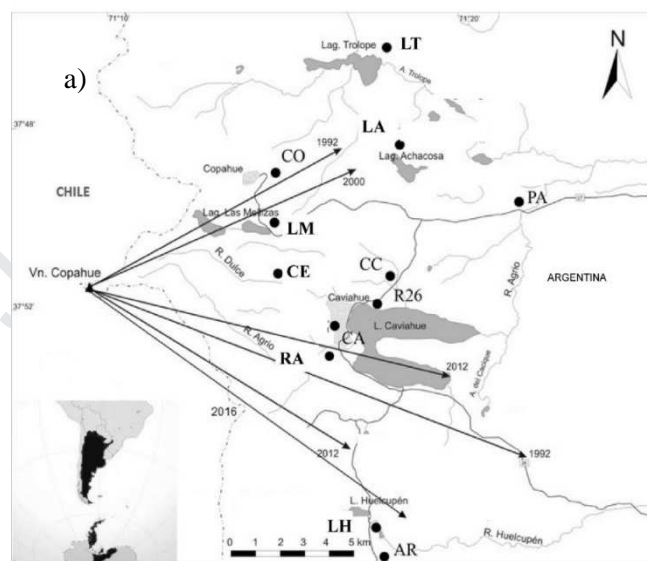 71°10'
71°20'
Lag. Trolope
LT
N
A. Trolope
a)
37°48'
LA
1992
CO
Lag. Achacosa
Copahue
2000
CHILE
PA
Lag. Las Mellizas
LM
R. Dulce
CE
CC
R. Agrio
ARGENTINA
Vn. Copahue
37°52'
Caviahue
R26
L. Caviahue
CA
R. Agrio
RA
2012
A. del Cacique
2016
2012
1992
L. Huelcupén
LH
R. Huelcupén
0 1 2 3 4 5 km
AR